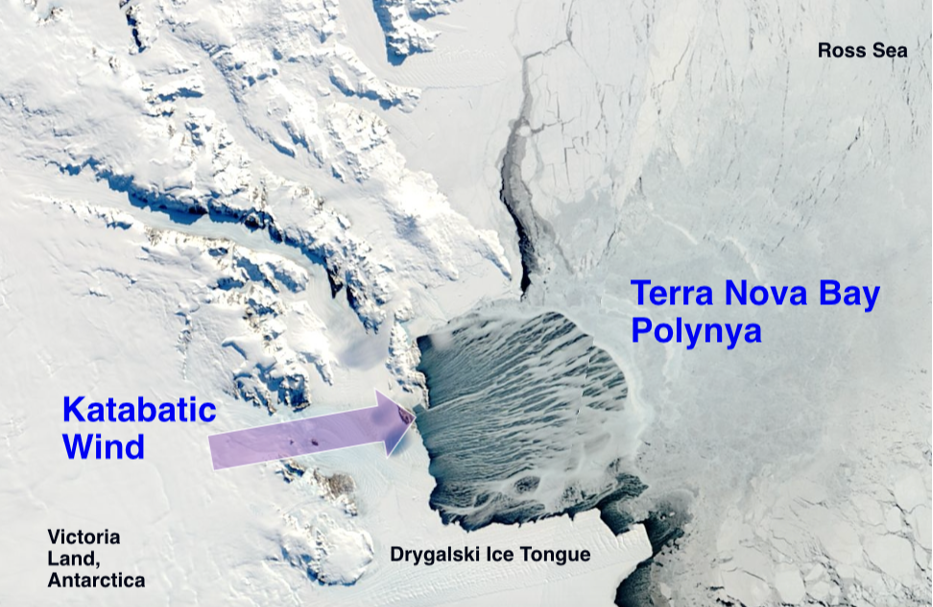 Ross Sea
Terra Nova Bay
Polynya
Katabatic
Wind
Victoria
Land,
Antarctica
Drygalski Ice Tongue